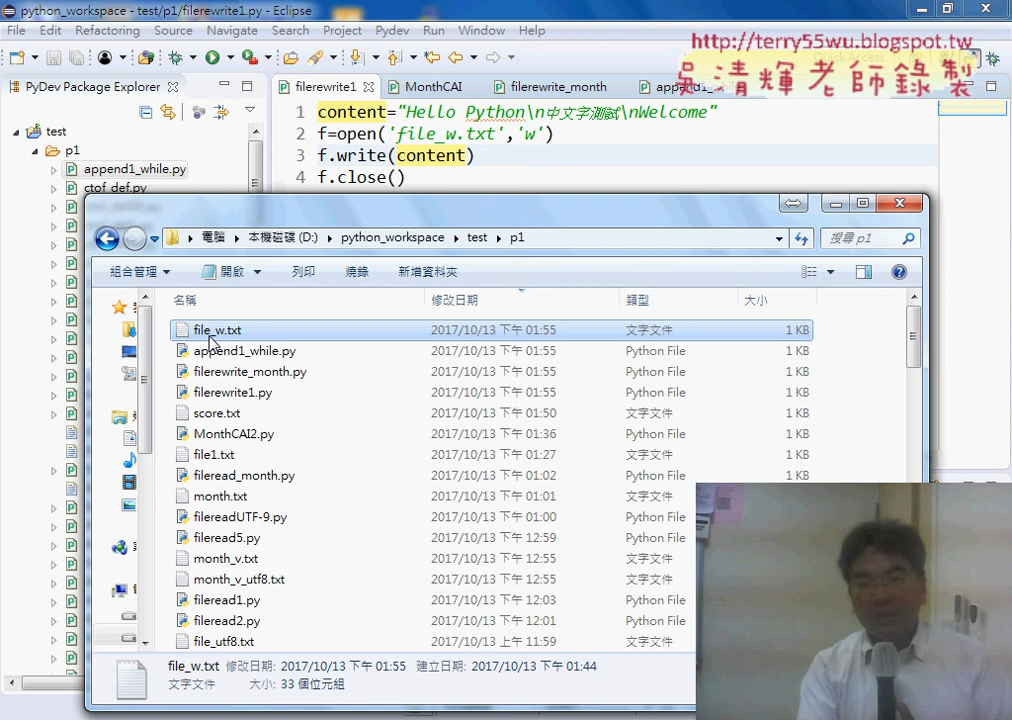 python_workspace - test/p1/filerewrite1.py - Eclipse
File Edit Refactoring Source Navigate Search Project Pydev Run Window Help
http://terry55wu.blogspot.tw
吳清輝老師錄製
PyDev Package Explorer
filerewrite1 MonthCAI filerewrite_month
test
p1
append1_while.py
ctof_def.py
1 content="Hello Python\n中文字測試\nWelcome"
2 f=open('file_w.txt','w')
3 f.write(content)
4 f.close()
電腦 本機磁碟 (D:) python_workspace test p1
搜尋 p1
組合管理 開啟 列印 燒錄 新增資料夾
名稱 修改日期 類型 大小
file_w.txt 2017/10/13 下午 01:55 文字文件 1 KB
append1_while.py 2017/10/13 下午 01:55 Python File 1 KB
filerewrite_month.py 2017/10/13 下午 01:55 Python File 1 KB
filerewrite1.py 2017/10/13 下午 01:55 Python File 1 KB
score.txt 2017/10/13 下午 01:50 文字文件 1 KB
MonthCAI2.py 2017/10/13 下午 01:36 Python File 1 KB
file1.txt 2017/10/13 下午 01:27 文字文件 1 KB
fileread_month.py 2017/10/13 下午 01:02 Python File 1 KB
month.txt 2017/10/13 下午 01:01 文字文件
filereadUTF-9.py 2017/10/13 下午 01:00 Python File
fileread5.py 2017/10/13 下午 12:59 Python File
month_v.txt 2017/10/13 下午 12:55 文字文件
month_v_utf8.txt 2017/10/13 下午 12:55 文字文件
fileread1.py 2017/10/13 下午 12:03 Python File
fileread2.py 2017/10/13 下午 12:01 Python File
file_utf8.txt 2017/10/13 上午 11:59 文字文件
file_w.txt 修改日期: 2017/10/13 下午 01:55 建立日期: 2017/10/13 下午 01:44
文字文件 大小: 33 個位元組